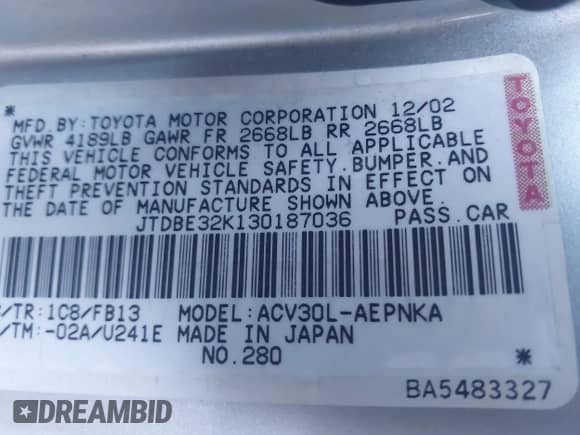 *
MFD.BY:TOYOTA MOTOR CORPORATION 12/02
GVWR 4189LB GAWR FR 2668LB RR 2668LB
THIS VEHICLE CONFORMS TO ALL APPLICABLE
FEDERAL MOTOR VEHICLE SAFETY,BUMPER,AND
THEFT PREVENTION STANDARDS IN EFFECT ON
THE DATE OF MANUFACTURE SHOWN ABOVE.
JTDBE32K130187036 PASS.CAR
TOYOTA
/TR:1C8/FB13 MODEL:ACV30L-AEPNKA
/TM:-02A/U241E MADE IN JAPAN
NO.280 *
BA5483327
DREAMBID